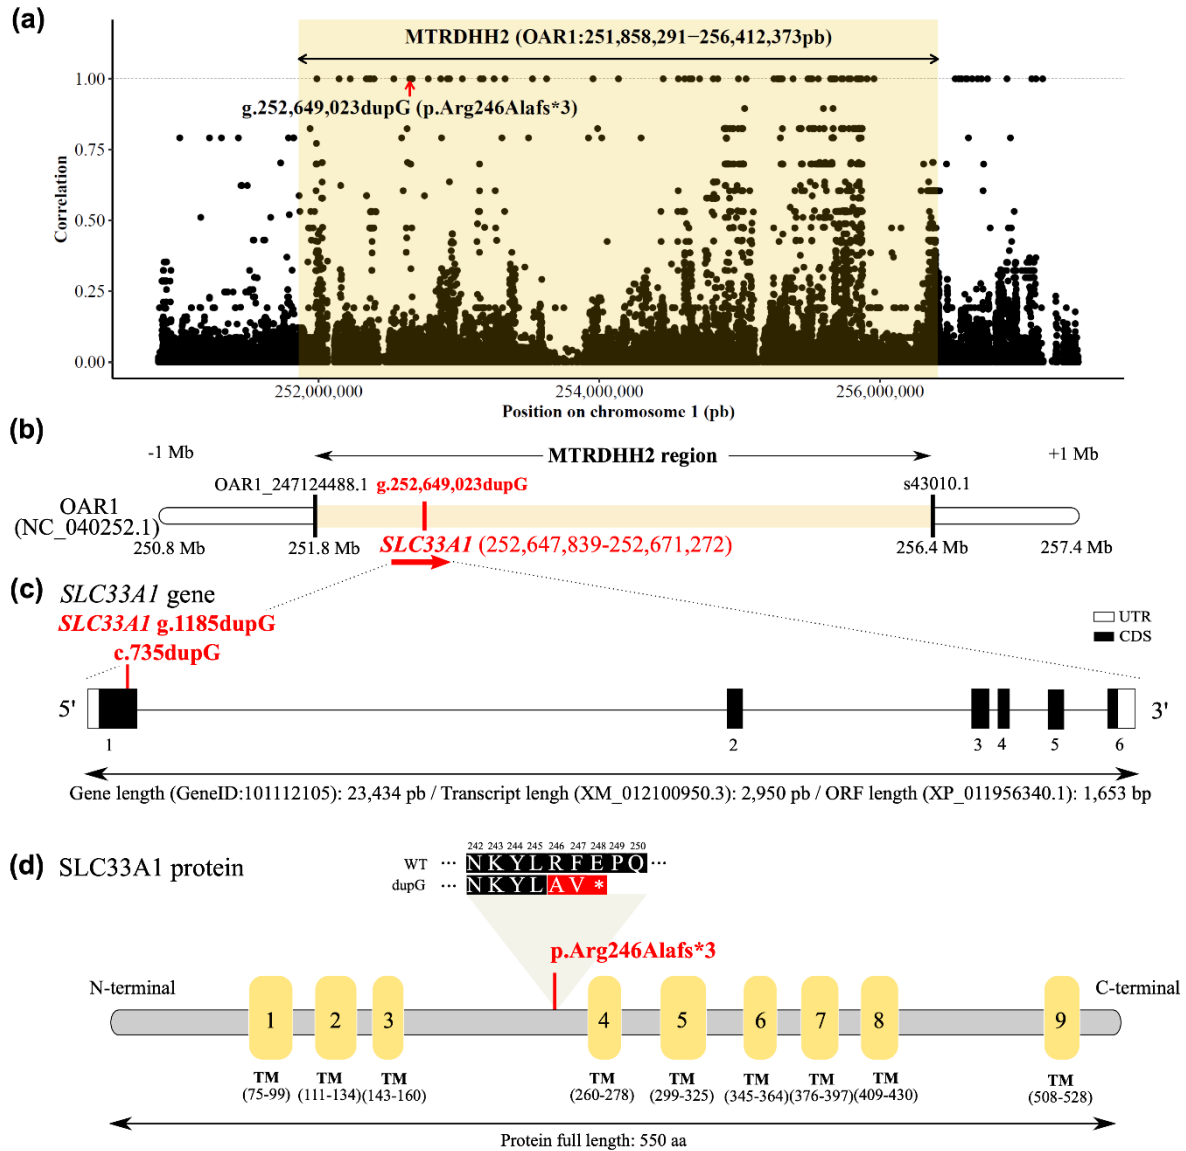 (a)
MTRDHH2 (OAR1:251,858,291−256,412,373pb)
g.252,649,023dupG (p.Arg246Alafs*3)
1.00
0.75
0.50
0.25
0.00
Correlation
252,000,000
254,000,000
256,000,000
Position on chromosome 1 (pb)
(b)
-1 Mb
MTRDHH2 region
+1 Mb
OAR1_247124488.1
g.252,649,023dupG
s43010.1
OAR1
(NC_040252.1)
250.8 Mb
251.8 Mb
SLC33A1 (252,647,839-252,671,272)
256.4 Mb
257.4 Mb
(c)
SLC33A1 gene
SLC33A1 g.1185dupG
c.735dupG
UTR
CDS
5'
3'
1
2
3
4
5
6
Gene length (GeneID:101112105): 23,434 pb / Transcript lengh (XM_012100950.3): 2,950 pb / ORF length (XP_011956340.1): 1,653 bp
(d)
SLC33A1 protein
242 243 244 245 246 247 248 249 250
WT ··· N K Y L R F E P Q ···
dupG ··· N K Y L A V *
p.Arg246Alafs*3
N-terminal
C-terminal
1
2
3
4
5
6
7
8
9
TM TM TM TM TM TM TM TM TM
(75-99) (111-134) (143-160) (260-278) (299-325) (345-364) (376-397) (409-430) (508-528)
Protein full length: 550 aa